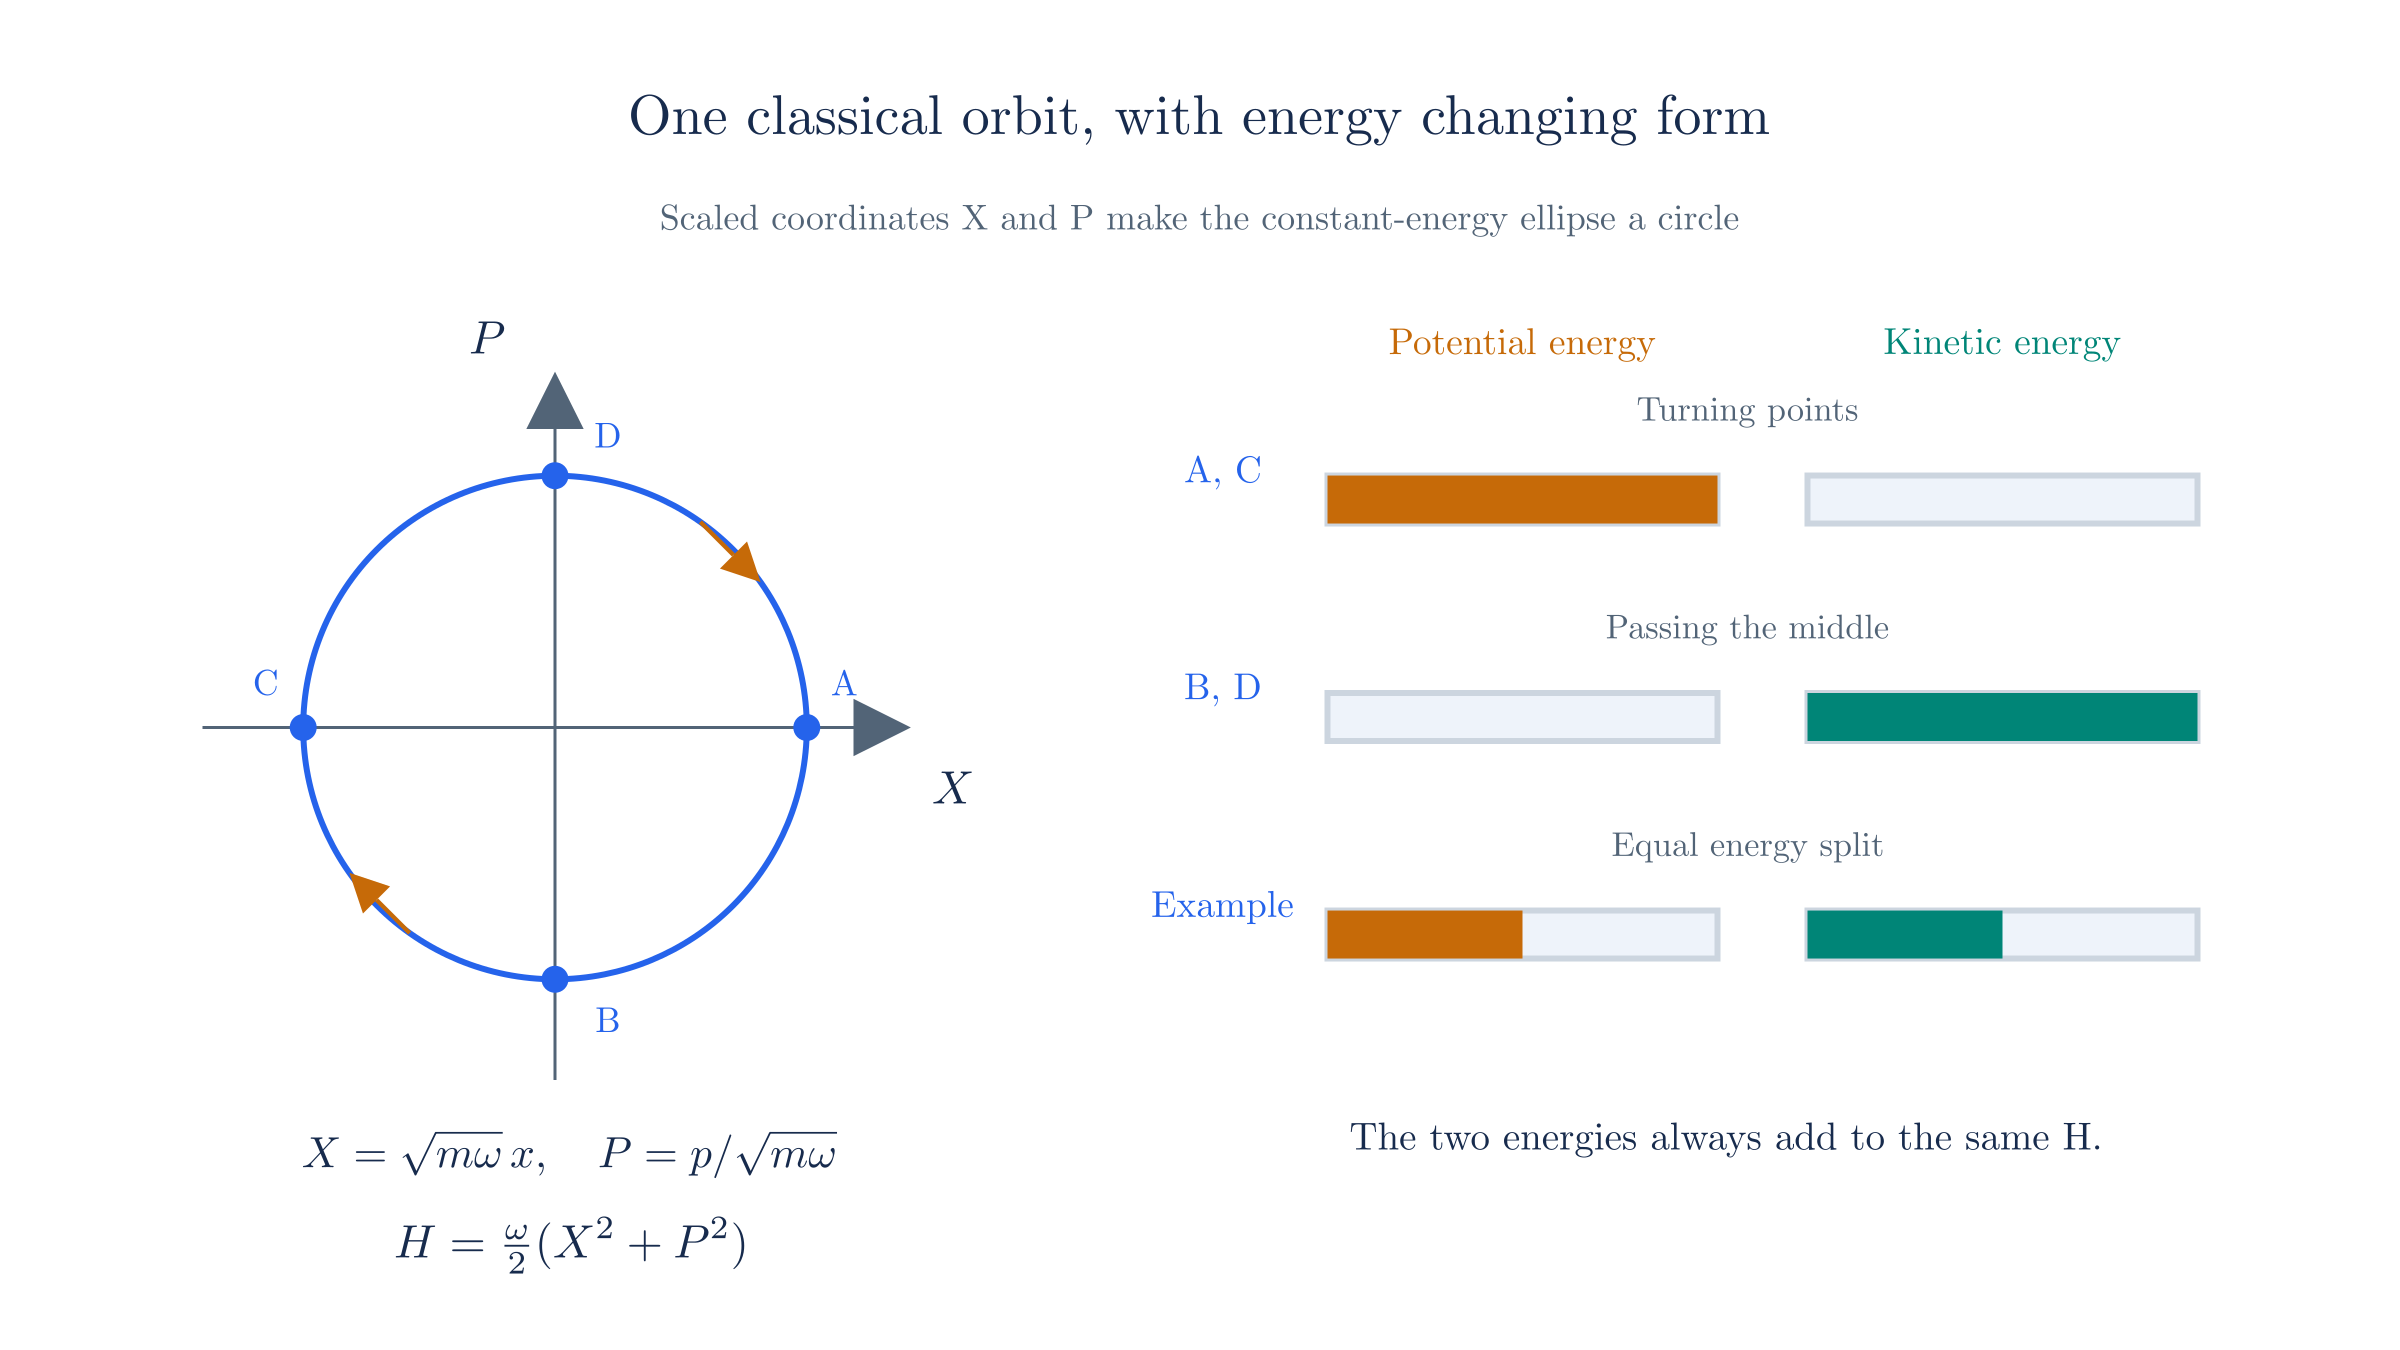 One classical orbit, with energy changing form
Scaled coordinates X and P make the constant-energy ellipse a circle
P
D
C
A
X
B
X = √mω x, P = p/√mω
H = ω/2 (X² + P²)
Potential energy
Kinetic energy
Turning points
A, C
Passing the middle
B, D
Equal energy split
Example
The two energies always add to the same H.